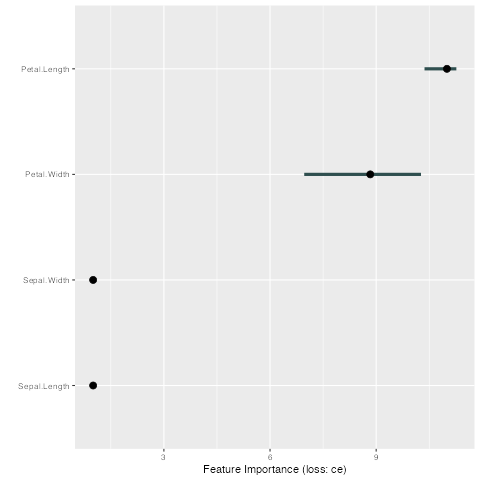 Petal.Length
Petal.Width
Sepal.Width
Sepal.Length
3 6 9
Feature Importance (loss: ce)